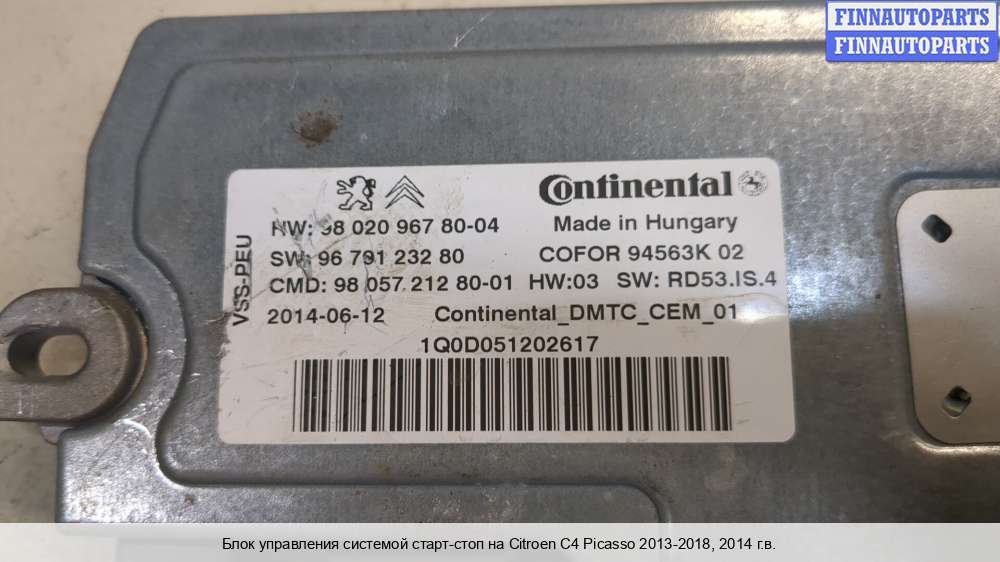 FINNAUTOPARTS
FINNAUTOPARTS
Continental
HW: 98 020 967 80-04
Made in Hungary
SW: 96 791 232 80
COFOR 94563K 02
CMD: 98 057 212 80-01 HW:03 SW: RD53.IS.4
VSS-PEU
2014-06-12 Continental_DMTC_CEM_01
1Q0D051202617
Блок управления системой старт-стоп на Citroen C4 Picasso 2013-2018, 2014 г.в.